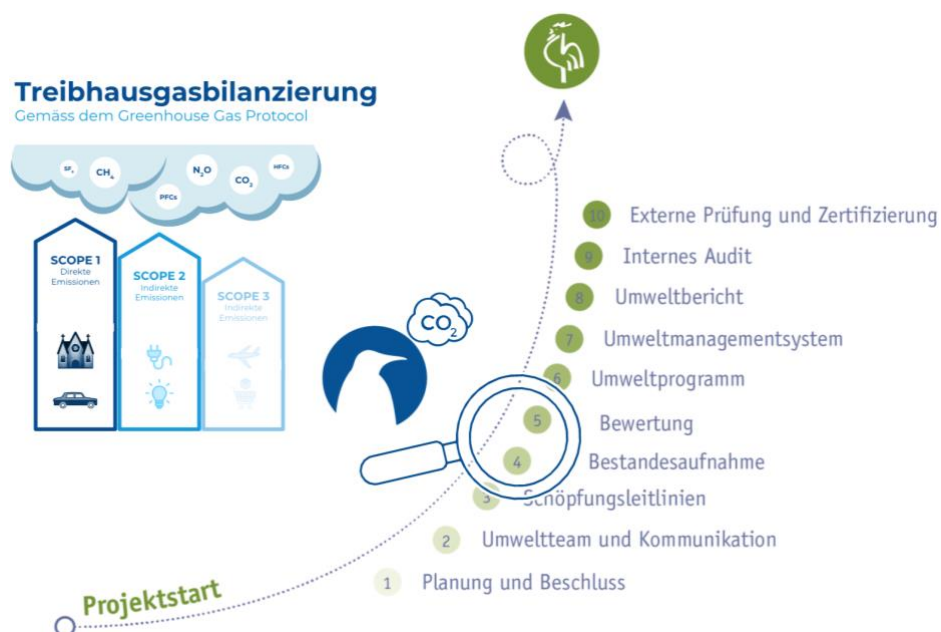 Treibhausgasbilanzierung
Gemäss dem Greenhouse Gas Protocol
SF₆
CH₄
PFCs
N₂O
CO₂
HFCs
SCOPE 1
Direkte
Emissionen
SCOPE 2
Indirekte
Emissionen
SCOPE 3
Indirekte
Emissionen
CO₂
10 Externe Prüfung und Zertifizierung
9 Internes Audit
8 Umweltbericht
7 Umweltmanagementsystem
6 Umweltprogramm
5 Bewertung
4 Bestandesaufnahme
3 Schöpfungsleitlinien
2 Umweltteam und Kommunikation
1 Planung und Beschluss
Projektstart